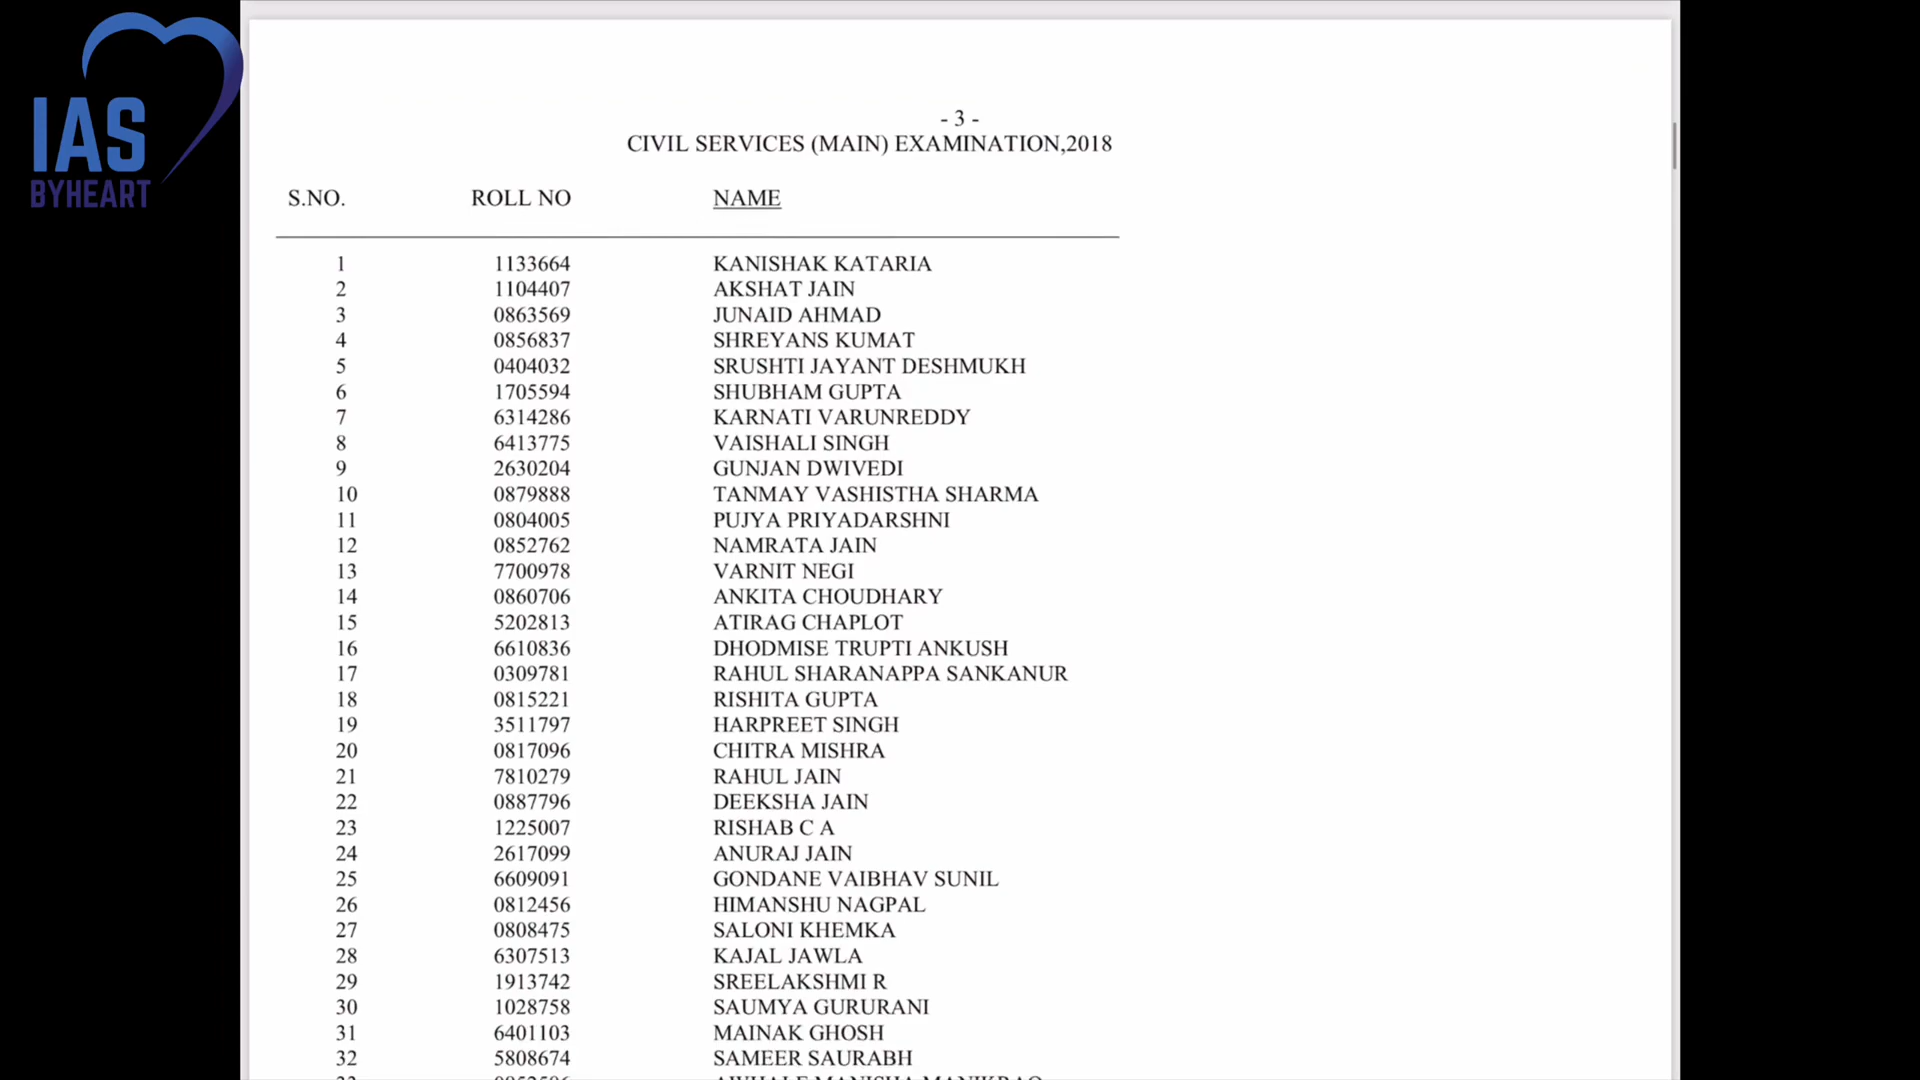 IAS
BYHEART
- 3 -
CIVIL SERVICES (MAIN) EXAMINATION,2018
S.NO. ROLL NO NAME
1 1133664 KANISHAK KATARIA
2 1104407 AKSHAT JAIN
3 0863569 JUNAID AHMAD
4 0856837 SHREYANS KUMAT
5 0404032 SRUSHTI JAYANT DESHMUKH
6 1705594 SHUBHAM GUPTA
7 6314286 KARNATI VARUNREDDY
8 6413775 VAISHALI SINGH
9 2630204 GUNJAN DWIVEDI
10 0879888 TANMAY VASHISTHA SHARMA
11 0804005 PUJYA PRIYADARSHNI
12 0852762 NAMRATA JAIN
13 7700978 VARNIT NEGI
14 0860706 ANKITA CHOUDHARY
15 5202813 ATIRAG CHAPLOT
16 6610836 DHODMISE TRUPTI ANKUSH
17 0309781 RAHUL SHARANAPPA SANKANUR
18 0815221 RISHITA GUPTA
19 3511797 HARPREET SINGH
20 0817096 CHITRA MISHRA
21 7810279 RAHUL JAIN
22 0887796 DEEKSHA JAIN
23 1225007 RISHAB C A
24 2617099 ANURAJ JAIN
25 6609091 GONDANE VAIBHAV SUNIL
26 0812456 HIMANSHU NAGPAL
27 0808475 SALONI KHEMKA
28 6307513 KAJAL JAWLA
29 1913742 SREELAKSHMI R
30 1028758 SAUMYA GURURANI
31 6401103 MAINAK GHOSH
32 5808674 SAMEER SAURABH